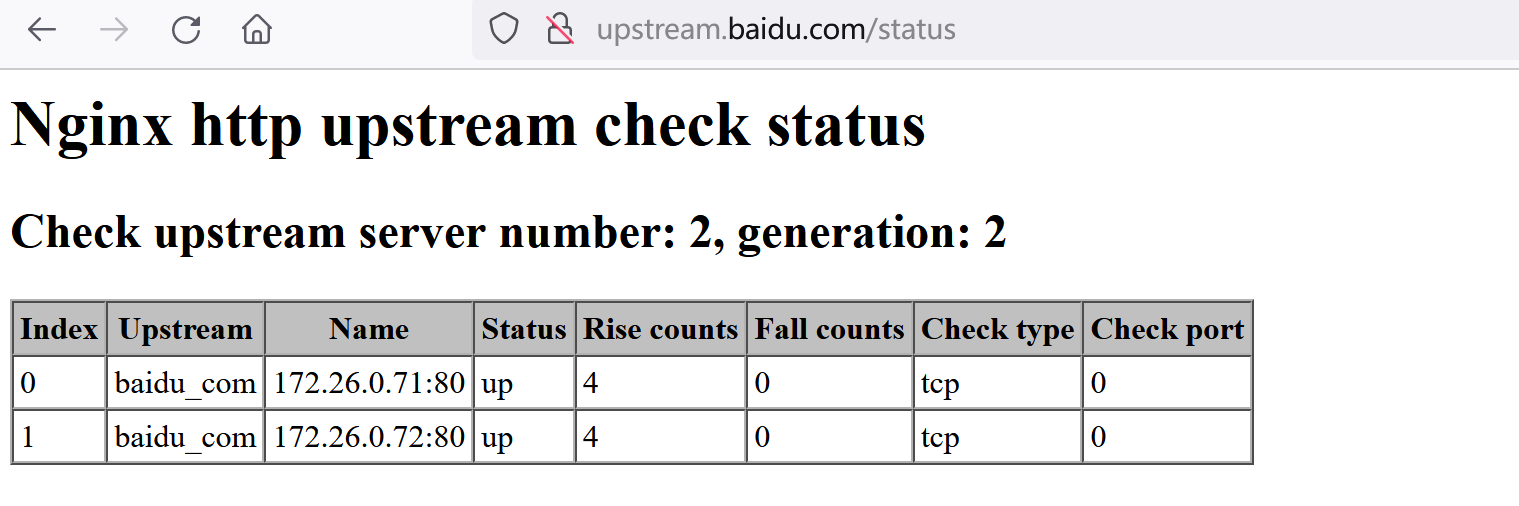 upstream.baidu.com/status
Nginx http upstream check status
Check upstream server number: 2, generation: 2
Index Upstream Name Status Rise counts Fall counts Check type Check port
0 baidu_com 172.26.0.71:80 up 4 0 tcp 0
1 baidu_com 172.26.0.72:80 up 4 0 tcp 0